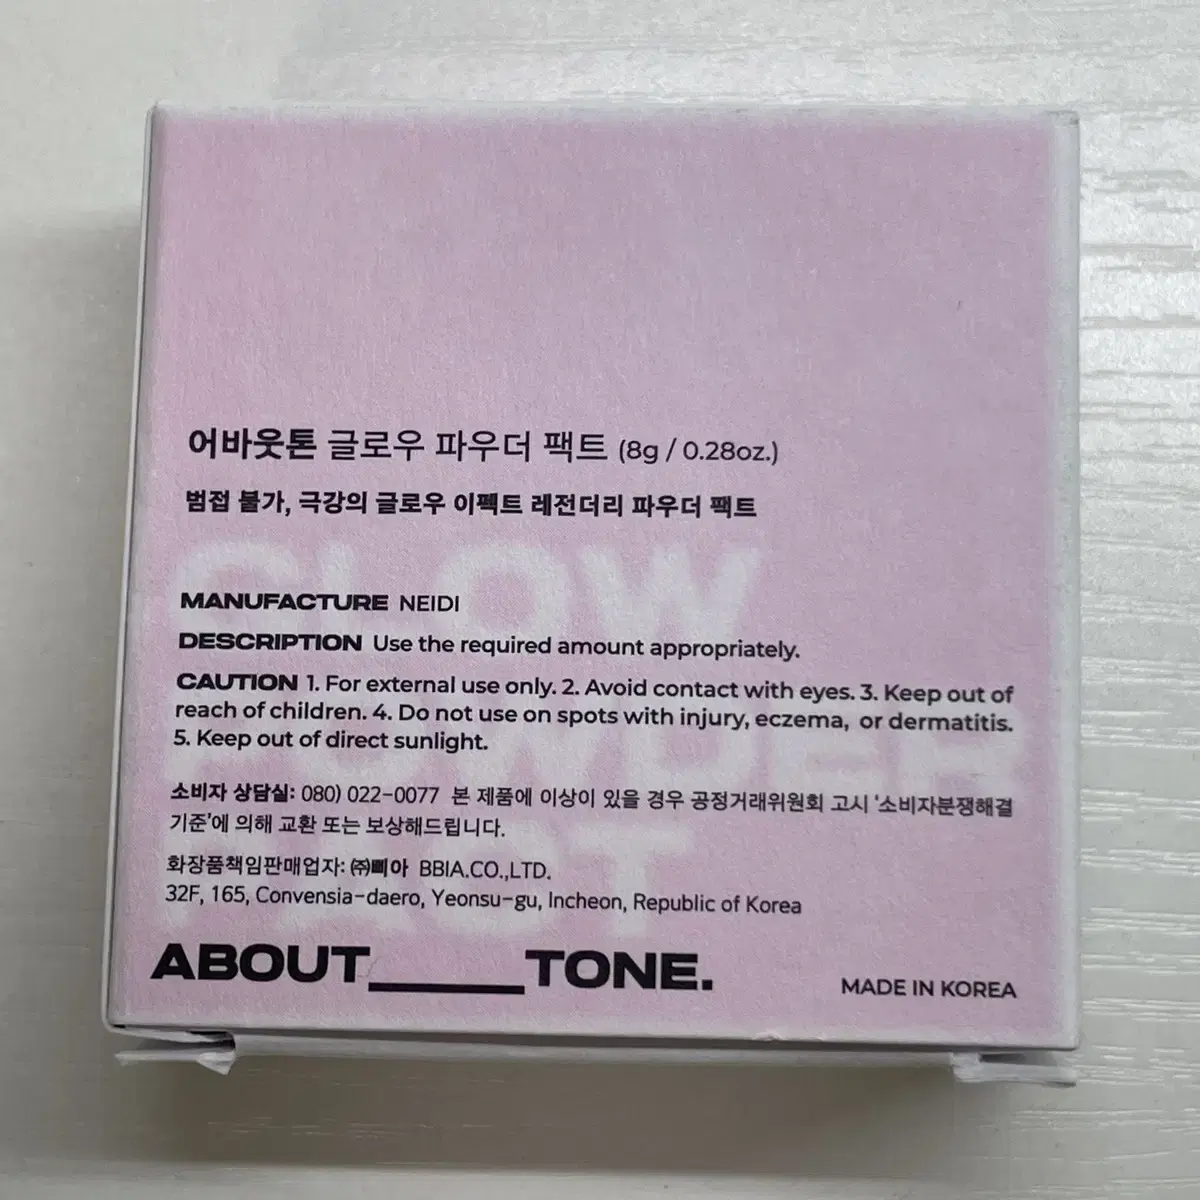 어바웃톤 글로우 파우더 팩트 (8g / 0.28oz.)
범접 불가, 극강의 글로우 이펙트 레전더리 파우더 팩트
GLOW
POWDER
PACT
MANUFACTURE NEIDI
DESCRIPTION Use the required amount appropriately.
CAUTION 1. For external use only. 2. Avoid contact with eyes. 3. Keep out of
reach of children. 4. Do not use on spots with injury, eczema, or dermatitis.
5. Keep out of direct sunlight.
소비자 상담실: 080) 022-0077 본 제품에 이상이 있을 경우 공정거래위원회 고시 '소비자분쟁해결
기준'에 의해 교환 또는 보상해드립니다.
화장품책임판매업자: ㈜삐아 BBIA.CO.,LTD.
32F, 165, Convensia-daero, Yeonsu-gu, Incheon, Republic of Korea
ABOUT_____TONE.
MADE IN KOREA